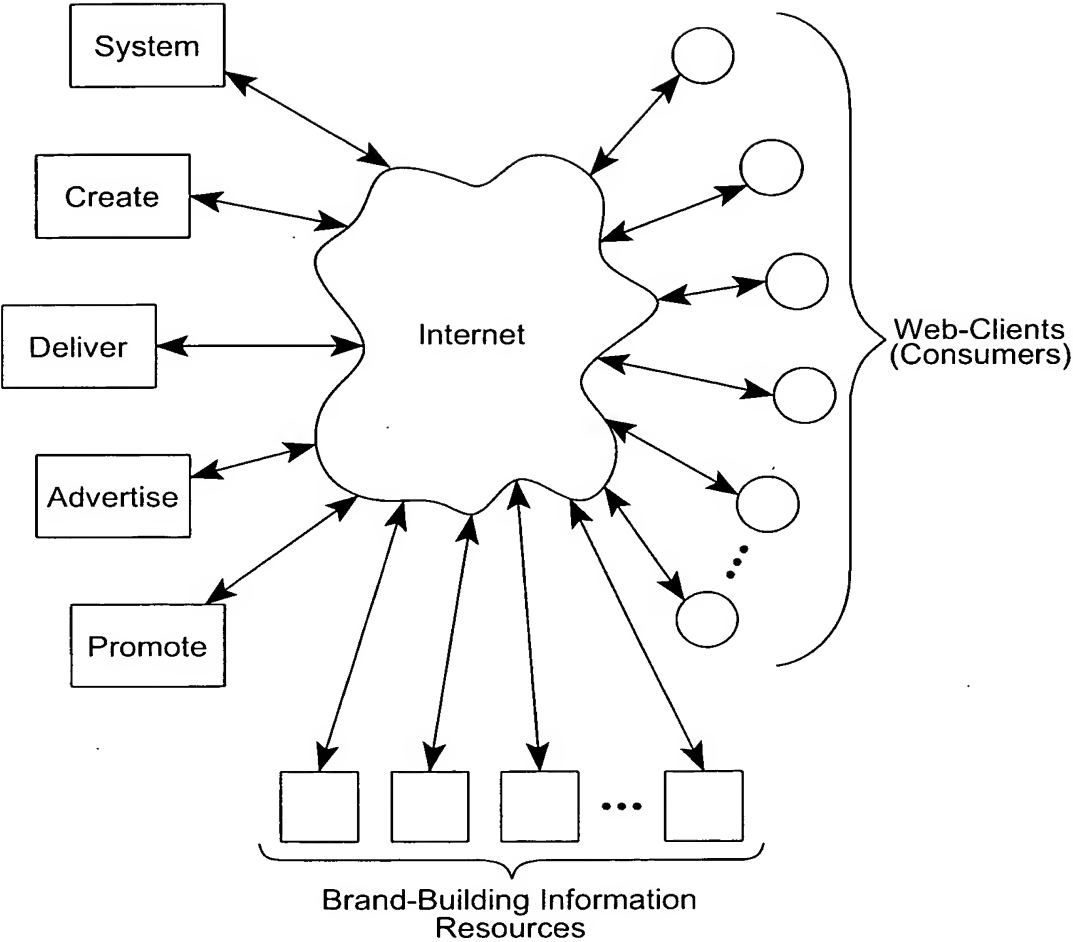 System
Create
Deliver
Internet
Web-Clients
(Consumers)
Advertise
Promote
Brand-Building Information
Resources